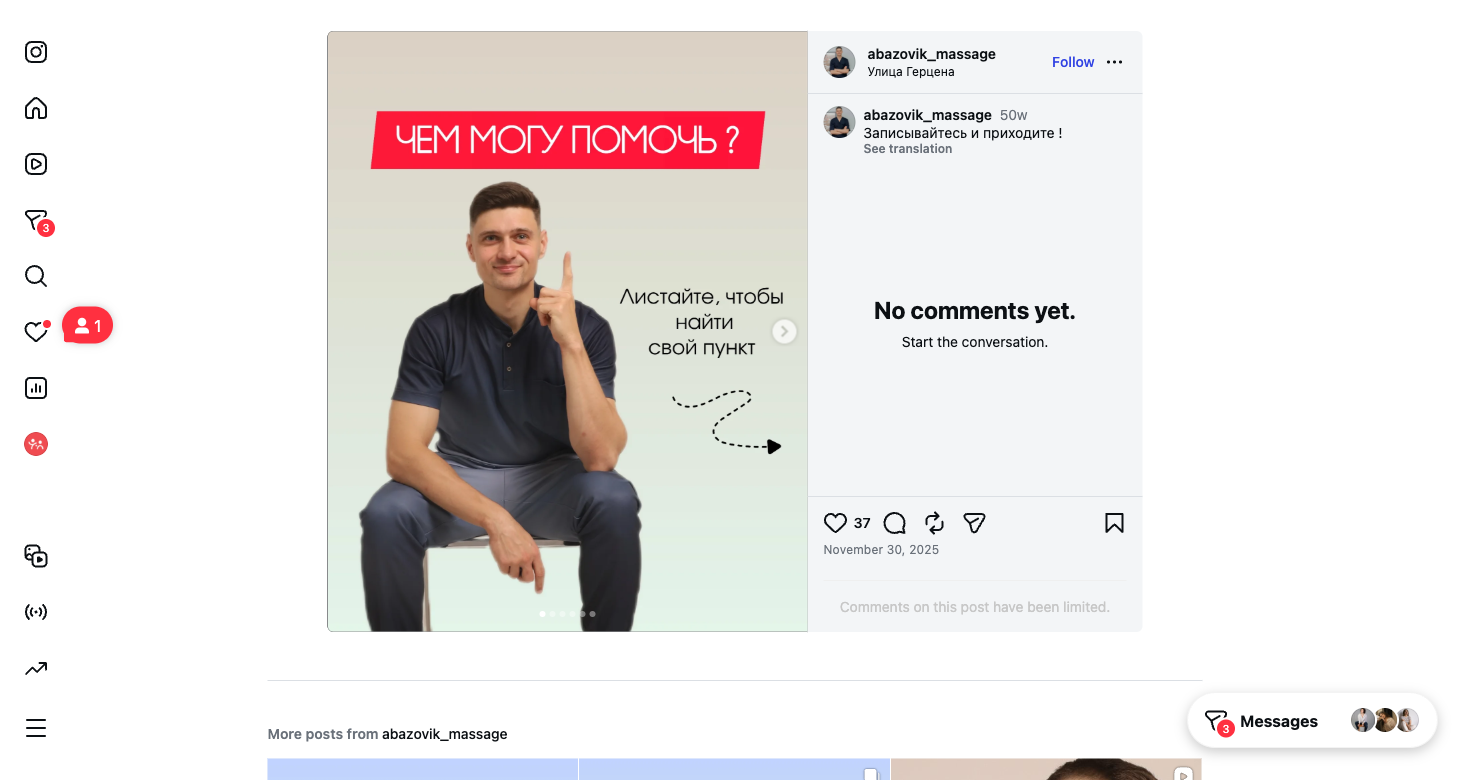 ЧЕМ МОГУ ПОМОЧЬ ?
Листайте, чтобы
найти
свой пункт
abazovik_massage
Улица Герцена
Follow
abazovik_massage 50w
Записывайтесь и приходите !
See translation
No comments yet.
Start the conversation.
37
November 30, 2025
Comments on this post have been limited.
3
1
More posts from abazovik_massage
3
Messages